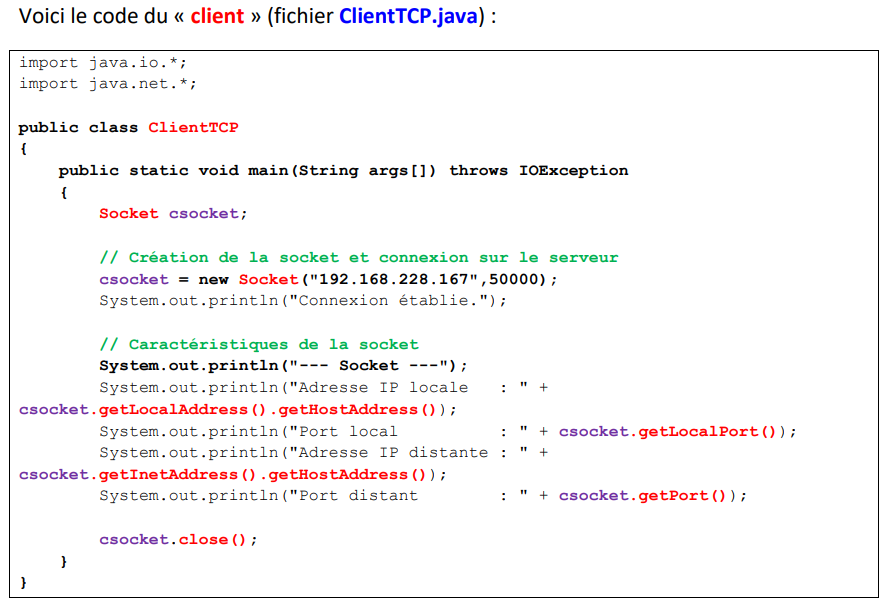 Voici le code du « client » (fichier ClientTCP.java) :
import java.io.*;
import java.net.*;
public class ClientTCP
{
    public static void main(String args[]) throws IOException
    {
        Socket csocket;
        // Création de la socket et connexion sur le serveur
        csocket = new Socket("192.168.228.167",50000);
        System.out.println("Connexion établie.");
        // Caractéristiques de la socket
        System.out.println("--- Socket ---");
        System.out.println("Adresse IP locale   : " +
csocket.getLocalAddress().getHostAddress());
        System.out.println("Port local          : " + csocket.getLocalPort());
        System.out.println("Adresse IP distante : " +
csocket.getInetAddress().getHostAddress());
        System.out.println("Port distant        : " + csocket.getPort());
        csocket.close();
    }
}